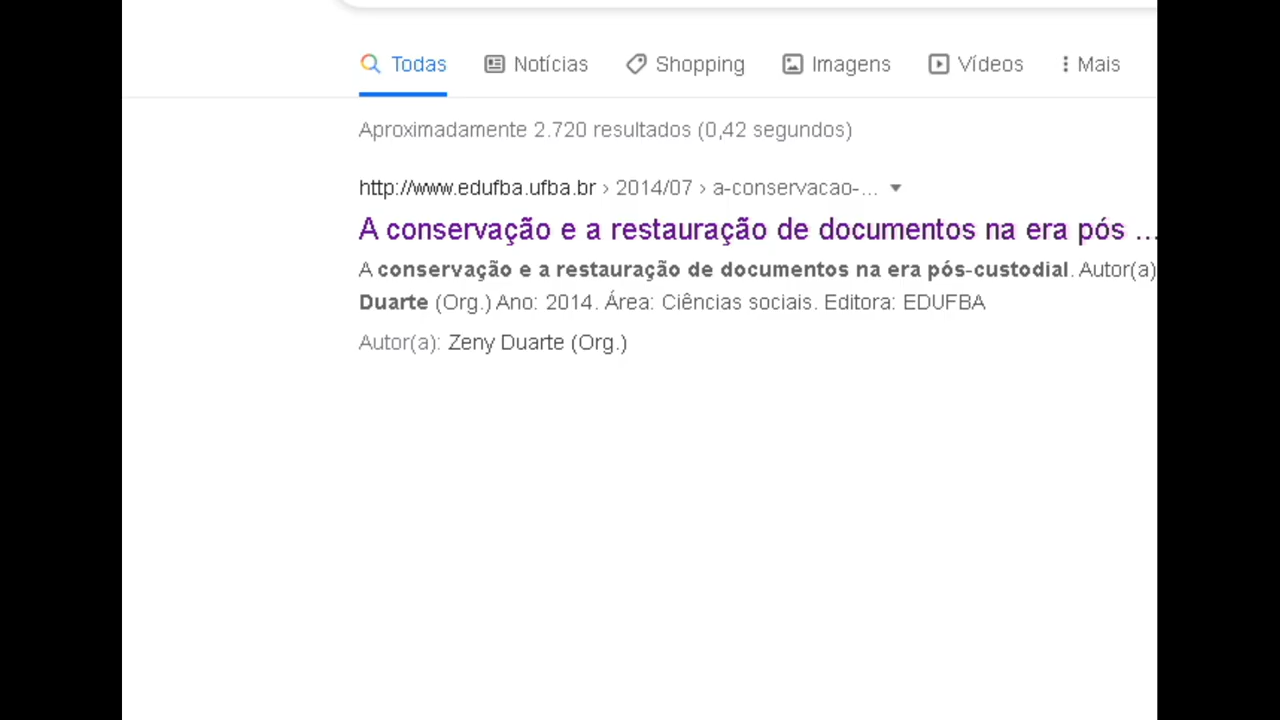 Todas Notícias Shopping Imagens Vídeos Mais
Aproximadamente 2.720 resultados (0,42 segundos)
http://www.edufba.ufba.br › 2014/07 › a-conservacao-...
A conservação e a restauração de documentos na era pós ...
A conservação e a restauração de documentos na era pós-custodial. Autor(a)
Duarte (Org.) Ano: 2014. Área: Ciências sociais. Editora: EDUFBA
Autor(a): Zeny Duarte (Org.)